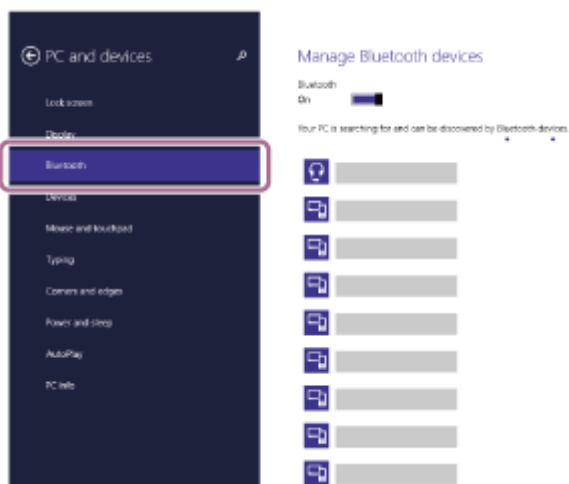 PC and devices
Lock screen
Display
Bluetooth
Devices
Mouse and touchpad
Typing
Corners and edges
Power and sleep
AutoPlay
PC info
Manage Bluetooth devices
Bluetooth
On
Your PC is searching for and can be discovered by Bluetooth devices.